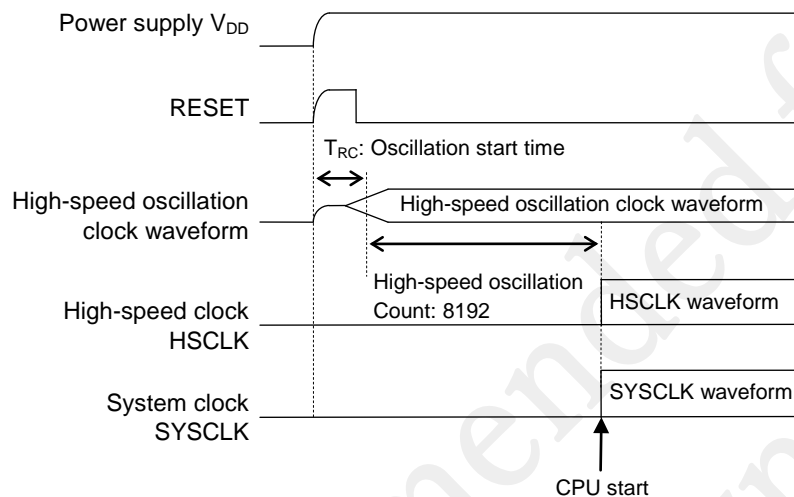 Power supply VDD
RESET
TRC: Oscillation start time
High-speed oscillation
clock waveform
High-speed oscillation clock waveform
High-speed oscillation
Count: 8192
High-speed clock
HSCLK
HSCLK waveform
System clock
SYSCLK
SYSCLK waveform
CPU start